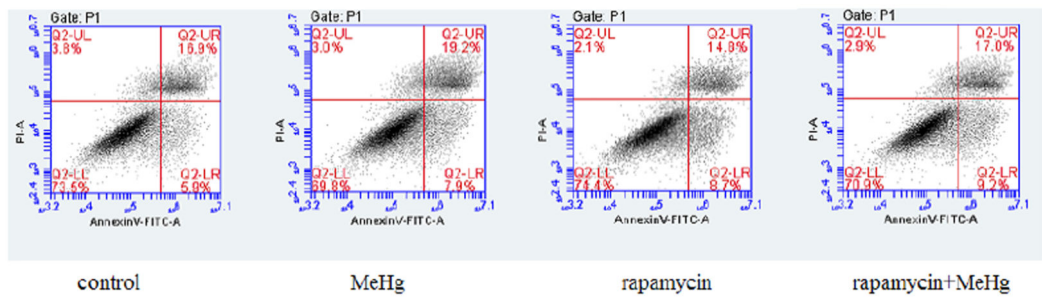 Gate: P1
Q2-UL
3.8%
Q2-UR
16.9%
Q2-LL
73.5%
Q2-LR
5.8%
PI-A
AnnexinV-FITC-A
control
Gate: P1
Q2-UL
3.0%
Q2-UR
19.2%
Q2-LL
69.8%
Q2-LR
7.9%
PI-A
AnnexinV-FITC-A
MeHg
Gate: P1
Q2-UL
2.1%
Q2-UR
14.8%
Q2-LL
74.4%
Q2-LR
8.7%
PI-A
AnnexinV-FITC-A
rapamycin
Gate: P1
Q2-UL
2.9%
Q2-UR
17.0%
Q2-LL
70.9%
Q2-LR
9.2%
PI-A
AnnexinV-FITC-A
rapamycin+MeHg